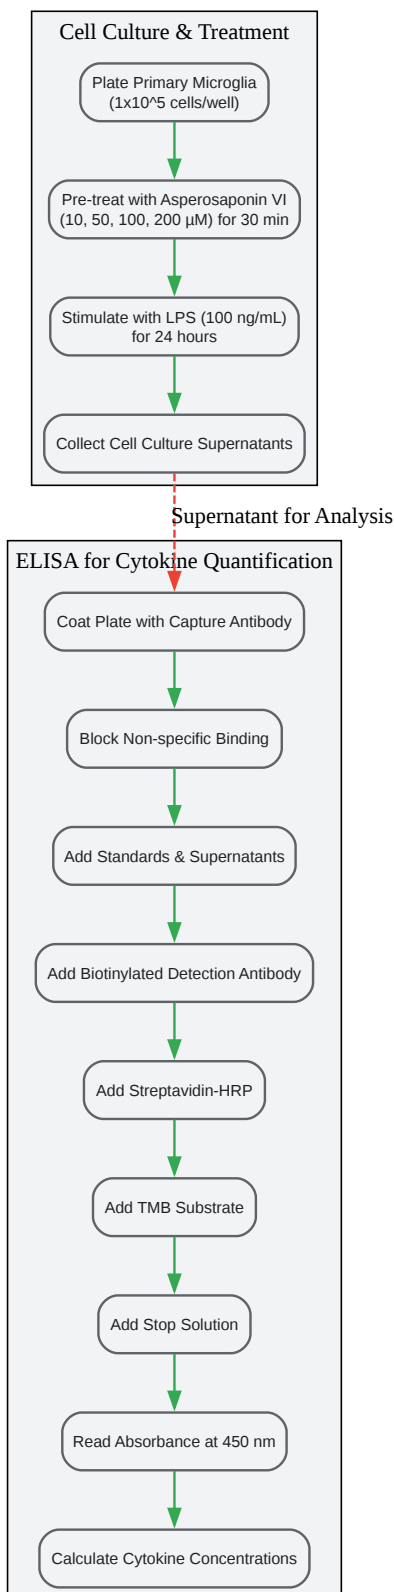 Cell Culture & Treatment
Plate Primary Microglia
(1x10^5 cells/well)
Pre-treat with Asperosaponin VI
(10, 50, 100, 200 µM) for 30 min
Stimulate with LPS (100 ng/mL)
for 24 hours
Collect Cell Culture Supernatants
Supernatant for Analysis
ELISA for Cytokine Quantification
Coat Plate with Capture Antibody
Block Non-specific Binding
Add Standards & Supernatants
Add Biotinylated Detection Antibody
Add Streptavidin-HRP
Add TMB Substrate
Add Stop Solution
Read Absorbance at 450 nm
Calculate Cytokine Concentrations